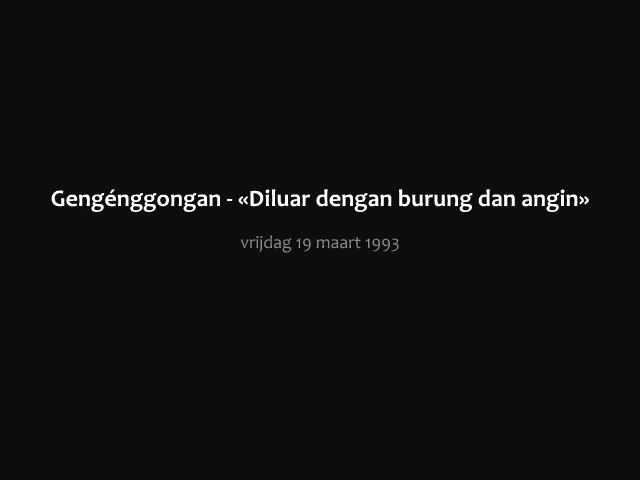 Gengénggongan - «Diluar dengan burung dan angin»
vrijdag 19 maart 1993